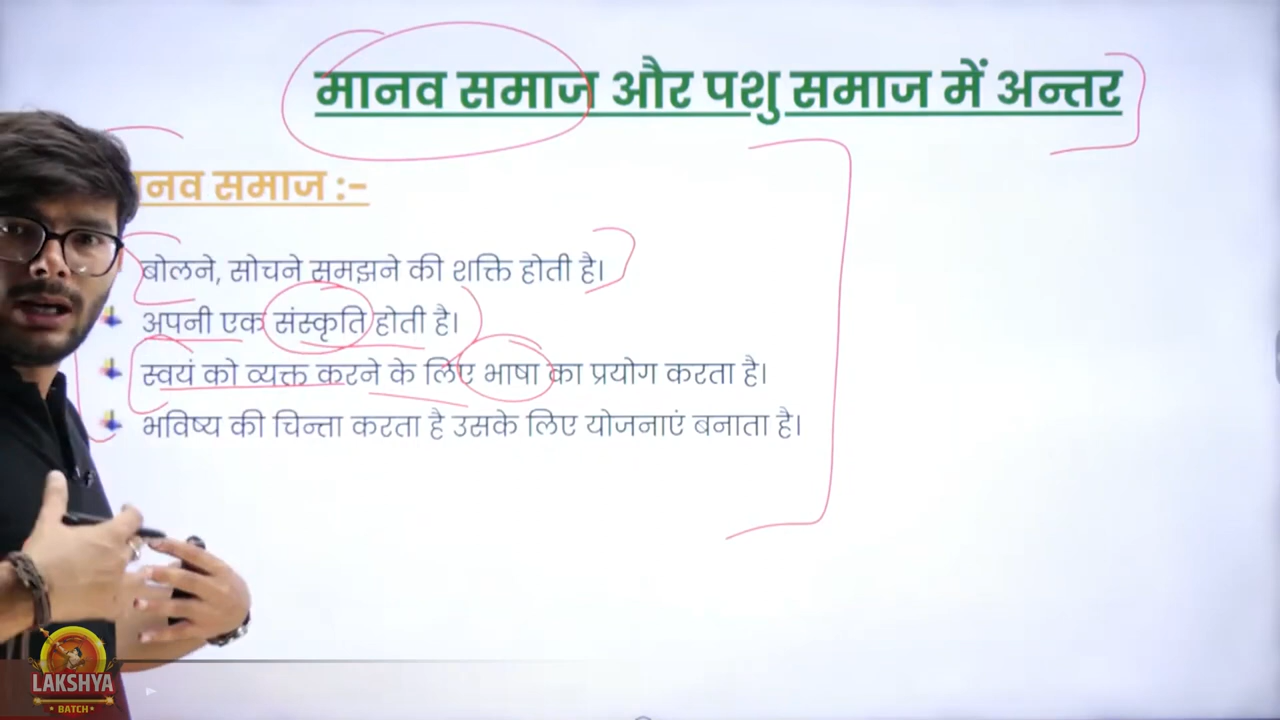 मानव समाज और पशु समाज में अन्तर
नव समाज :-
बोलने, सोचने समझने की शक्ति होती है।
अपनी एक संस्कृति होती है।
स्वयं को व्यक्त करने के लिए भाषा का प्रयोग करता है।
भविष्य की चिन्ता करता है उसके लिए योजनाएं बनाता है।
LAKSHYA
BATCH